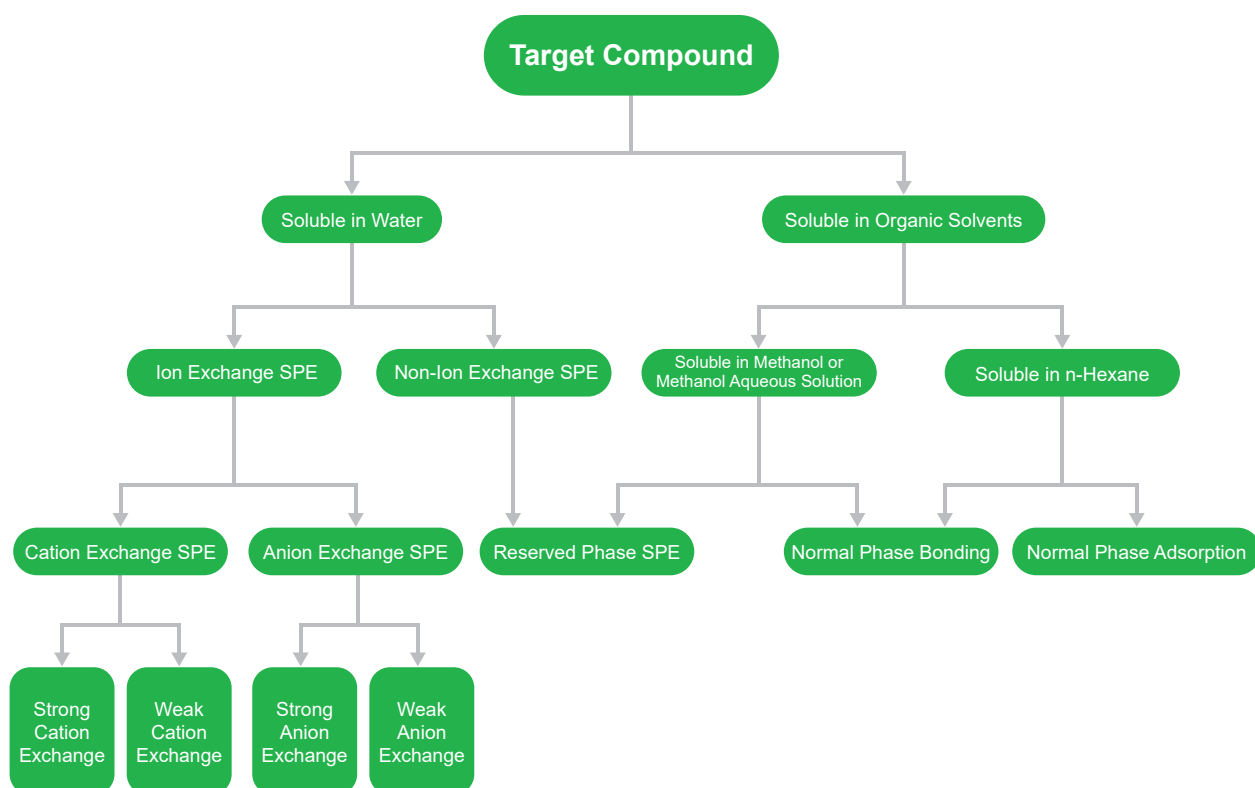 Target Compound
Soluble in Water
Soluble in Organic Solvents
Ion Exchange SPE
Non-Ion Exchange SPE
Soluble in Methanol or
Methanol Aqueous Solution
Soluble in n-Hexane
Cation Exchange SPE
Anion Exchange SPE
Reserved Phase SPE
Normal Phase Bonding
Normal Phase Adsorption
Strong
Cation
Exchange
Weak
Cation
Exchange
Strong
Anion
Exchange
Weak
Anion
Exchange